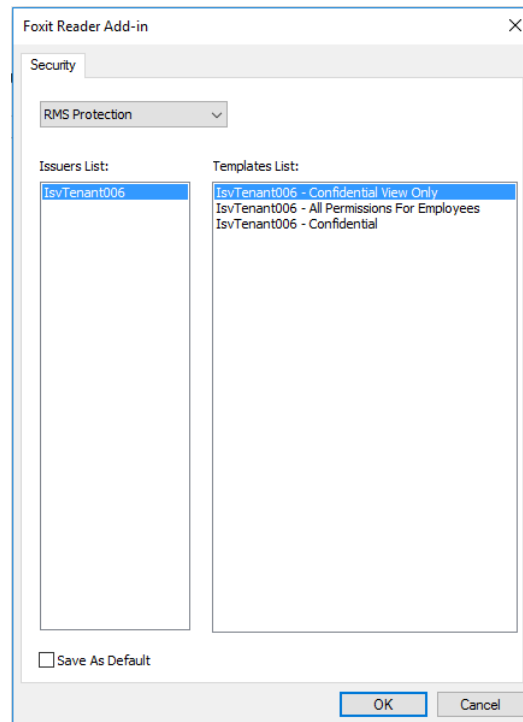 Foxit Reader Add-in
Security
RMS Protection
Issuers List:
Templates List:
IsvTenant006
IsvTenant006 - Confidential View Only
IsvTenant006 - All Permissions For Employees
IsvTenant006 - Confidential
Save As Default
OK
Cancel